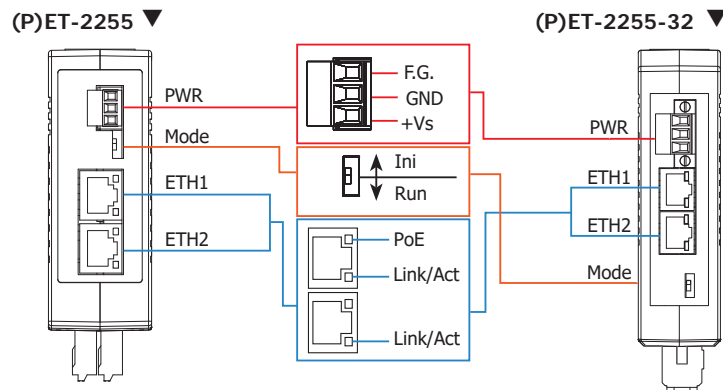 (P)ET-2255 ▼
(P)ET-2255-32 ▼
PWR
Mode
ETH1
ETH2
F.G.
GND
+Vs
Ini
Run
PoE
Link/Act
Link/Act
PWR
ETH1
ETH2
Mode